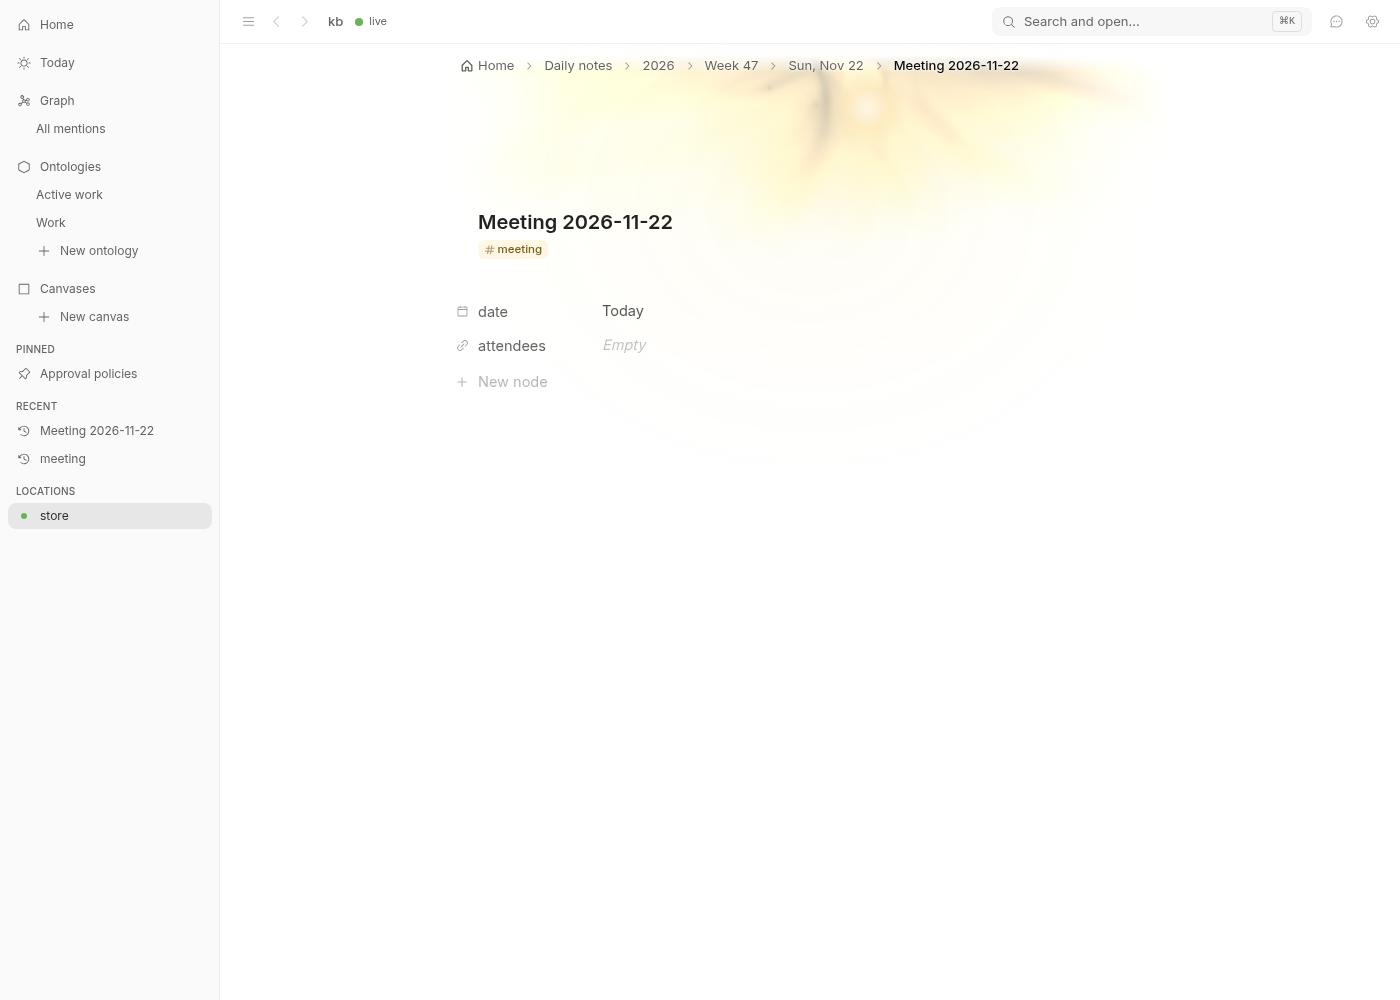 Home
Today
Graph
All mentions
Ontologies
Active work
Work
New ontology
Canvases
New canvas
PINNED
Approval policies
RECENT
Meeting 2026-11-22
meeting
LOCATIONS
store
kb live
Search and open... ⌘K
Home > Daily notes > 2026 > Week 47 > Sun, Nov 22 > Meeting 2026-11-22
Meeting 2026-11-22
# meeting
date Today
attendees Empty
New node